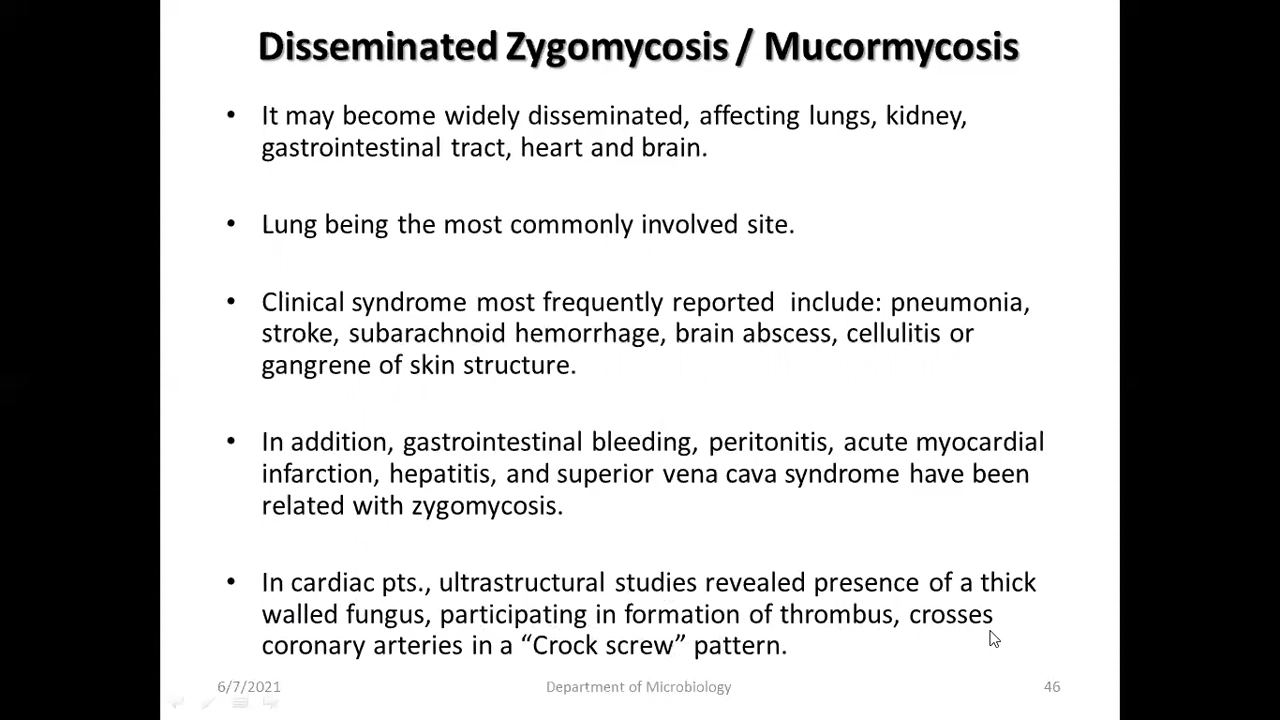 Disseminated Zygomycosis / Mucormycosis
• It may become widely disseminated, affecting lungs, kidney,
gastrointestinal tract, heart and brain.
• Lung being the most commonly involved site.
• Clinical syndrome most frequently reported include: pneumonia,
stroke, subarachnoid hemorrhage, brain abscess, cellulitis or
gangrene of skin structure.
• In addition, gastrointestinal bleeding, peritonitis, acute myocardial
infarction, hepatitis, and superior vena cava syndrome have been
related with zygomycosis.
• In cardiac pts., ultrastructural studies revealed presence of a thick
walled fungus, participating in formation of thrombus, crosses
coronary arteries in a “Crock screw” pattern.
6/7/2021 Department of Microbiology 46